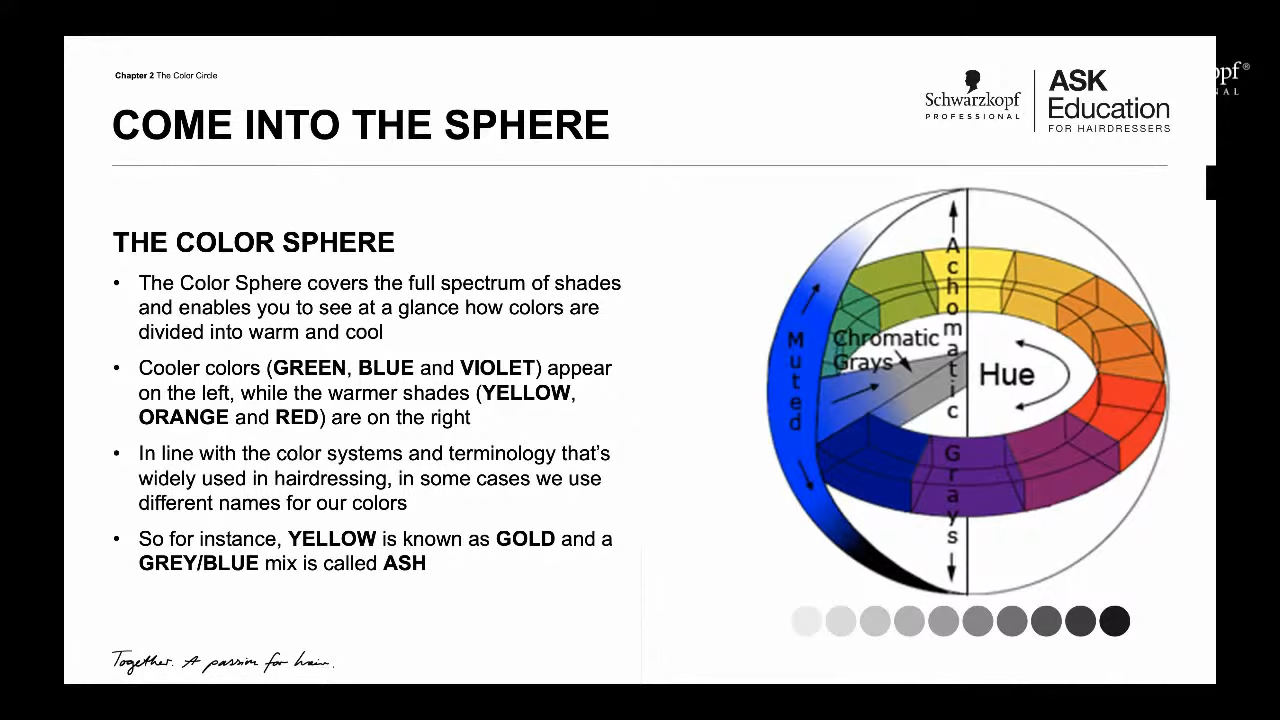 Chapter 2 The Color Circle
COME INTO THE SPHERE
Schwarzkopf
PROFESSIONAL
ASK
Education
FOR HAIRDRESSERS
THE COLOR SPHERE
• The Color Sphere covers the full spectrum of shades
and enables you to see at a glance how colors are
divided into warm and cool
• Cooler colors (GREEN, BLUE and VIOLET) appear
on the left, while the warmer shades (YELLOW,
ORANGE and RED) are on the right
• In line with the color systems and terminology that's
widely used in hairdressing, in some cases we use
different names for our colors
• So for instance, YELLOW is known as GOLD and a
GREY/BLUE mix is called ASH
Muted
Chromatic
Grays
Achromatic Grays
Hue
Together. A passion for hair.